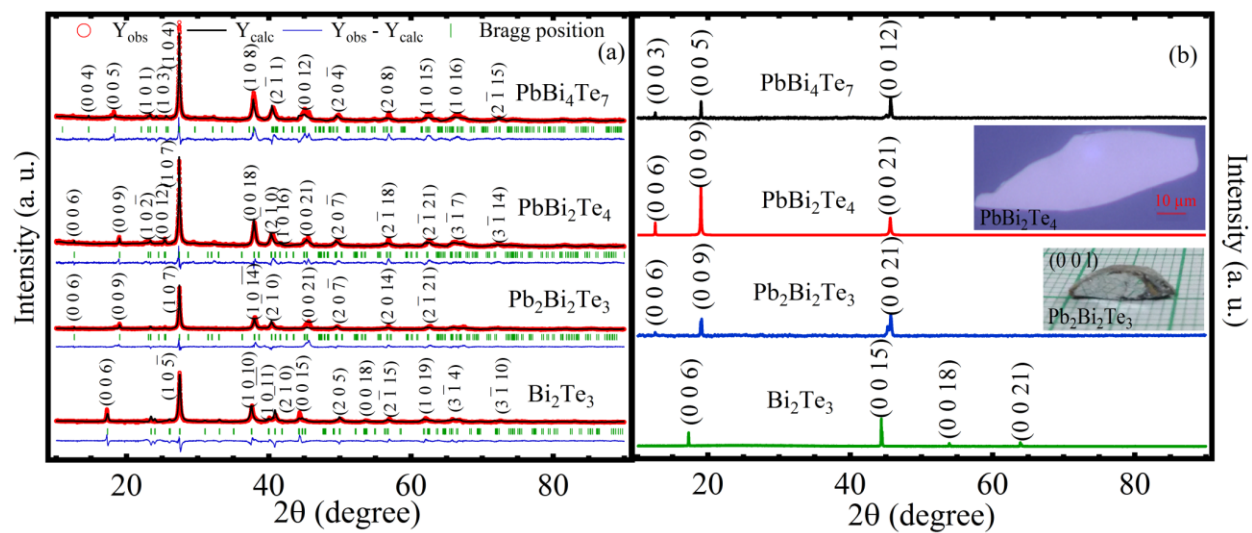 Y_obs Y_calc Y_obs - Y_calc Bragg position
(a)
(0 0 4) (0 0 5) (1 0 1) (1 0 3) (1 0 4) (1 0 8) (2 1̄ 1) (0 0 12) (2 0 4̄) (2 0 8) (1 0 15) (1 0 16) (2 1̄ 15)
PbBi₄Te₇
(0 0 6) (0 0 9) (1 0 2̄) (0 0 12) (1 0 7) (0 0 18) (2 1̄ 0) (1 0 16) (0 0 21) (2 0 7̄) (2 1̄ 18) (2 1̄ 21) (3 1̄ 7) (3 1̄ 14)
PbBi₂Te₄
(0 0 6) (0 0 9) (1 0 7) (1 0 1̄4̄) (2 1̄ 0) (0 0 21) (2 0 7̄) (2 0 14) (2 1̄ 21)
Pb₂Bi₂Te₃
(0 0 6) (1 0 5̄) (1 0 1̄0̄) (1 0 1̄1̄) (2 1̄ 0) (0 0 15) (2 0 5) (0 0 18) (2 1̄ 15) (1 0 19) (3 1̄ 4) (3 1̄ 10)
Bi₂Te₃
20 40 60 80
2θ (degree)
Intensity (a. u.)
(b)
(0 0 3) (0 0 5) (0 0 12)
PbBi₄Te₇
(0 0 6) (0 0 9) (0 0 21)
PbBi₂Te₄
10 µm
PbBi₂Te₄
(0 0 6) (0 0 9) (0 0 21)
Pb₂Bi₂Te₃
(0 0 l)
Pb₂Bi₂Te₃
(0 0 6) (0 0 15) (0 0 18) (0 0 21)
Bi₂Te₃
20 40 60 80
2θ (degree)
Intensity (a. u.)